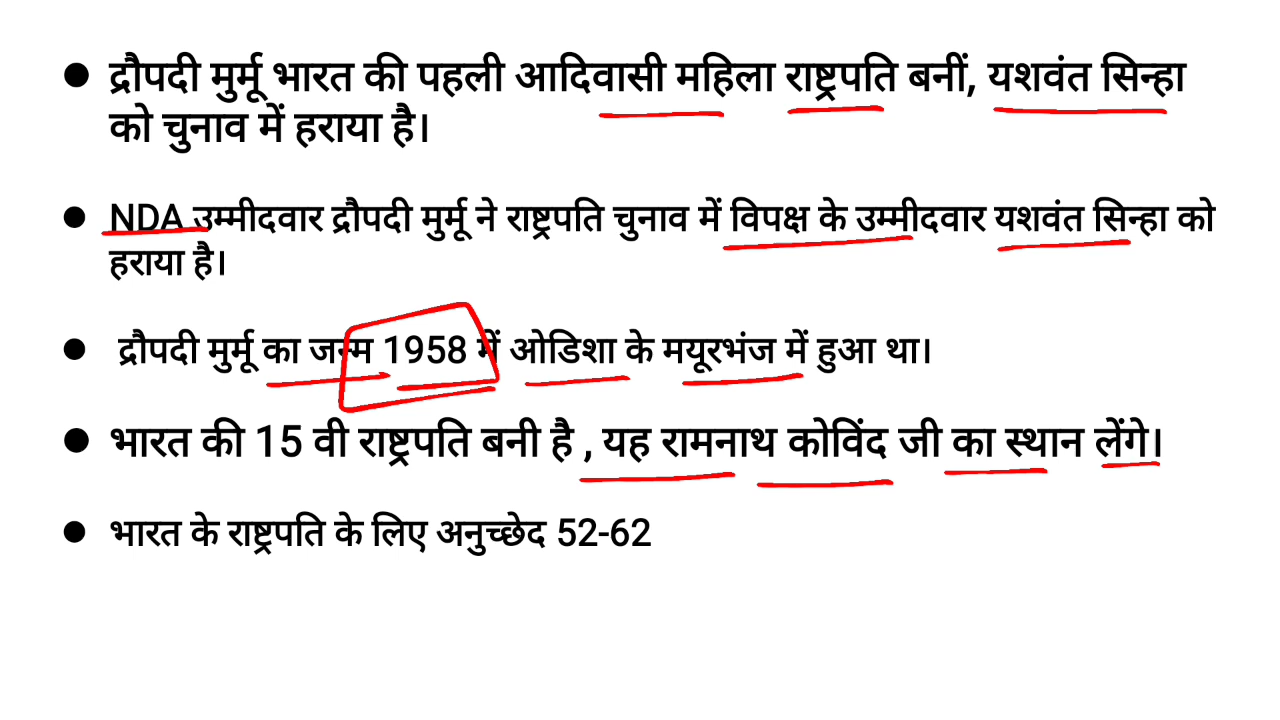 ● द्रौपदी मुर्मू भारत की पहली आदिवासी महिला राष्ट्रपति बनीं, यशवंत सिन्हा
को चुनाव में हराया है।
● NDA उम्मीदवार द्रौपदी मुर्मू ने राष्ट्रपति चुनाव में विपक्ष के उम्मीदवार यशवंत सिन्हा को
हराया है।
● द्रौपदी मुर्मू का जन्म 1958 में ओडिशा के मयूरभंज में हुआ था।
● भारत की 15 वी राष्ट्रपति बनी है , यह रामनाथ कोविंद जी का स्थान लेंगे।
● भारत के राष्ट्रपति के लिए अनुच्छेद 52-62